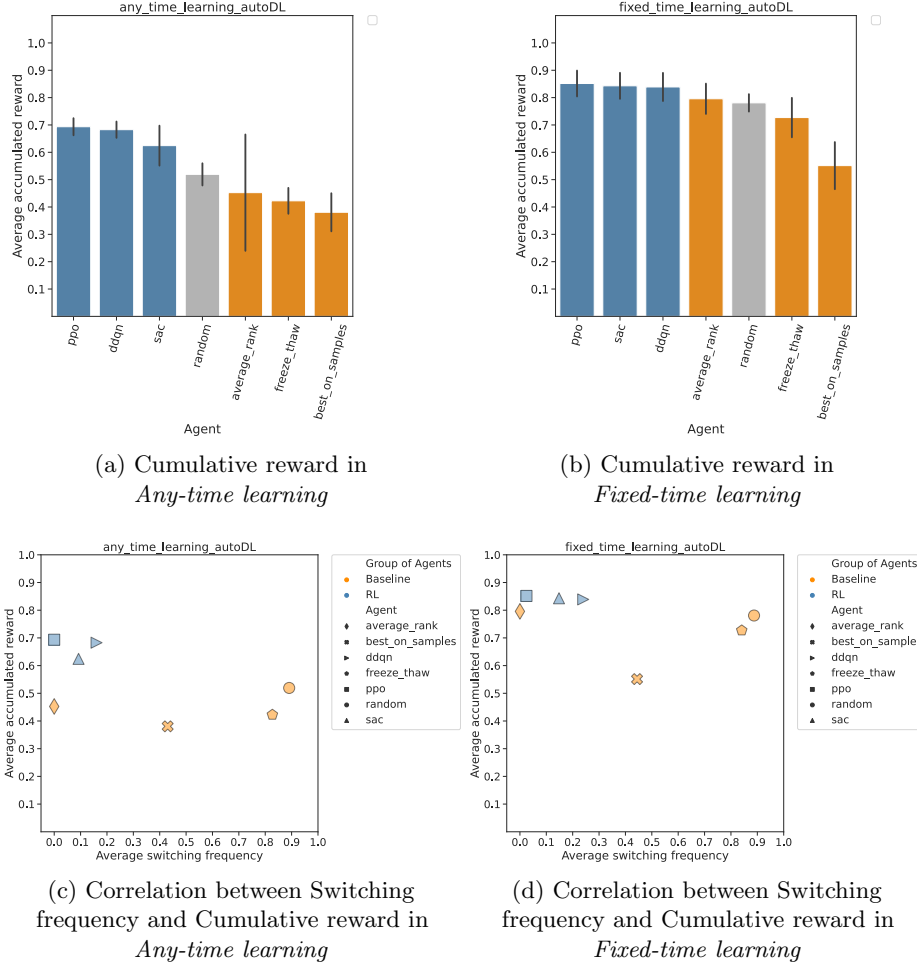 any_time_learning_autoDL
Average accumulated reward
1.0
0.9
0.8
0.7
0.6
0.5
0.4
0.3
0.2
0.1
ppo
ddqn
sac
random
average_rank
freeze_thaw
best_on_samples
Agent
(a) Cumulative reward in
Any-time learning
fixed_time_learning_autoDL
Average accumulated reward
1.0
0.9
0.8
0.7
0.6
0.5
0.4
0.3
0.2
0.1
ppo
sac
ddqn
average_rank
random
freeze_thaw
best_on_samples
Agent
(b) Cumulative reward in
Fixed-time learning
any_time_learning_autoDL
Average accumulated reward
1.0
0.9
0.8
0.7
0.6
0.5
0.4
0.3
0.2
0.1
0.0 0.1 0.2 0.3 0.4 0.5 0.6 0.7 0.8 0.9 1.0
Average switching frequency
Group of Agents
Baseline
RL
Agent
average_rank
best_on_samples
ddqn
freeze_thaw
ppo
random
sac
(c) Correlation between Switching
frequency and Cumulative reward in
Any-time learning
fixed_time_learning_autoDL
Average accumulated reward
1.0
0.9
0.8
0.7
0.6
0.5
0.4
0.3
0.2
0.1
0.0 0.1 0.2 0.3 0.4 0.5 0.6 0.7 0.8 0.9 1.0
Average switching frequency
Group of Agents
Baseline
RL
Agent
average_rank
best_on_samples
ddqn
freeze_thaw
ppo
random
sac
(d) Correlation between Switching
frequency and Cumulative reward in
Fixed-time learning